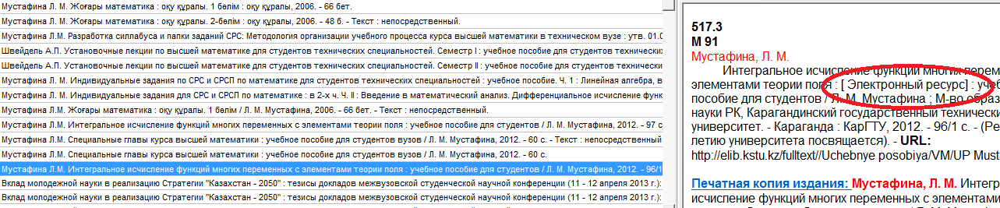 Мустафина Л. М. Жоғары математика : оқу құралы. 1 бөлім : оқу құралы, 2006. - 66 бет.
Мустафина Л. М. Жоғары математика : оқу құралы. 2-бөлім : оқу құралы, 2006. - 48 б. - Текст : непосредственный.
Мустафина Л.М. Разработка силлабуса и папки заданий СРС: Методология организации учебного процесса курса высшей математики в техническом вузе : утв. 01.0
Швейдель А.П. Установочные лекции по высшей математике для студентов технических специальностей. Семестр I : учебное пособие для студентов технически
Швейдель А.П. Установочные лекции по высшей математике для студентов технических специальностей. Семестр II : учебное пособие для студентов технически
Мустафина Л.М. Индивидуальные задания по СРС и СРСП по математике для студентов технических специальностей : учебное пособие. Ч. 1 : Линейная алгебра, в
Мустафина Л.М. Индивидуальные задания для СРС и СРСП по математике : в 2-х ч. Ч. II : Введение в математический анализ. Дифференциальное исчисление функ
Мустафина Л.М. Жоғары математика : оқу құралы. 1 бөлім / Л. М. Мустафина, 2006. - 66 бет. - Текст : непосредственный.
Мустафина Л.М. Интегральное исчисление функций многих переменных с элементами теории поля : учебное пособие для студентов / Л. М. Мустафина, 2012. - 97 с
Мустафина Л.М. Специальные главы курса высшей математики : учебное пособие для студентов вузов / Л. М. Мустафина, 2012. - 60 с. - Текст : непосредственный
Мустафина Л.М. Специальные главы курса высшей математики : учебное пособие для студентов вузов / Л. М. Мустафина, 2012. - 60 с.
Мустафина Л.М. Интегральное исчисление функций многих переменных с элементами теории поля : учебное пособие для студентов / Л. М. Мустафина, 2012. - 96/1
Вклад молодежной науки в реализацию Стратегии "Казахстан - 2050" : тезисы докладов межвузовской студенческой научной конференции (11 - 12 апреля 2013 г.):
Вклад молодежной науки в реализацию Стратегии "Казахстан - 2050" : тезисы докладов межвузовской студенческой научной конференции (11 - 12 апреля 2013 г.):
517.3
М 91
Мустафина, Л. М.
Интегральное исчисление функций многих перем
элементами теории поля : [ Электронный ресурс] : учеб
пособие для студентов / Л. М. Мустафина ; М-во образ
науки РК, Карагандинский государственный технически
университет. - Караганда : КарГТУ, 2012. - 96/1 с. - (Ре
летию университета посвящается). - URL:
http://elib.kstu.kz/fulltext//Uchebnye posobiya/VM/UP Must
Печатная копия издания: Мустафина, Л. М. Интегр
исчисление функций многих переменных с элементам